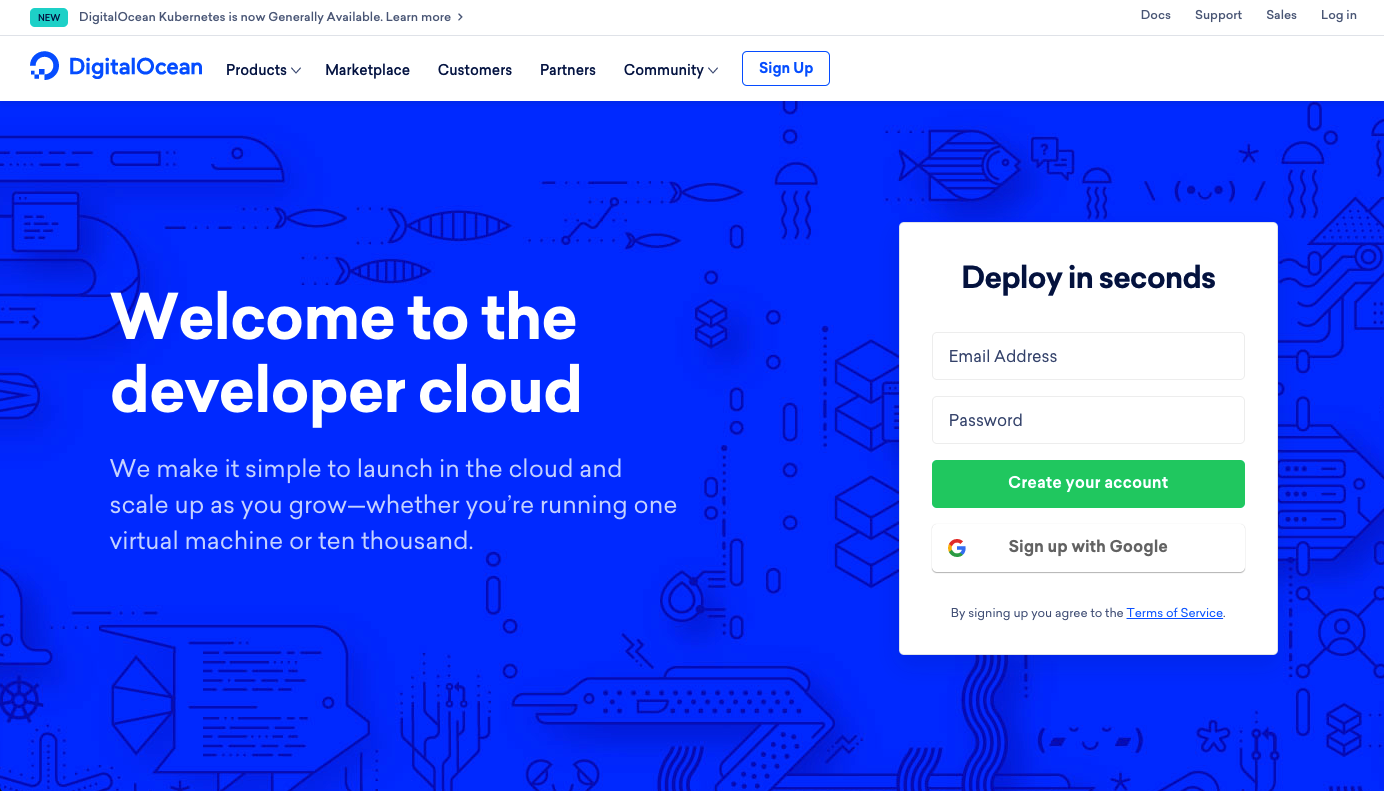 NEW DigitalOcean Kubernetes is now Generally Available. Learn more
Docs Support Sales Log in
DigitalOcean Products Marketplace Customers Partners Community Sign Up
Welcome to the
developer cloud
We make it simple to launch in the cloud and
scale up as you grow—whether you’re running one
virtual machine or ten thousand.
Deploy in seconds
Email Address
Password
Create your account
Sign up with Google
By signing up you agree to the Terms of Service.